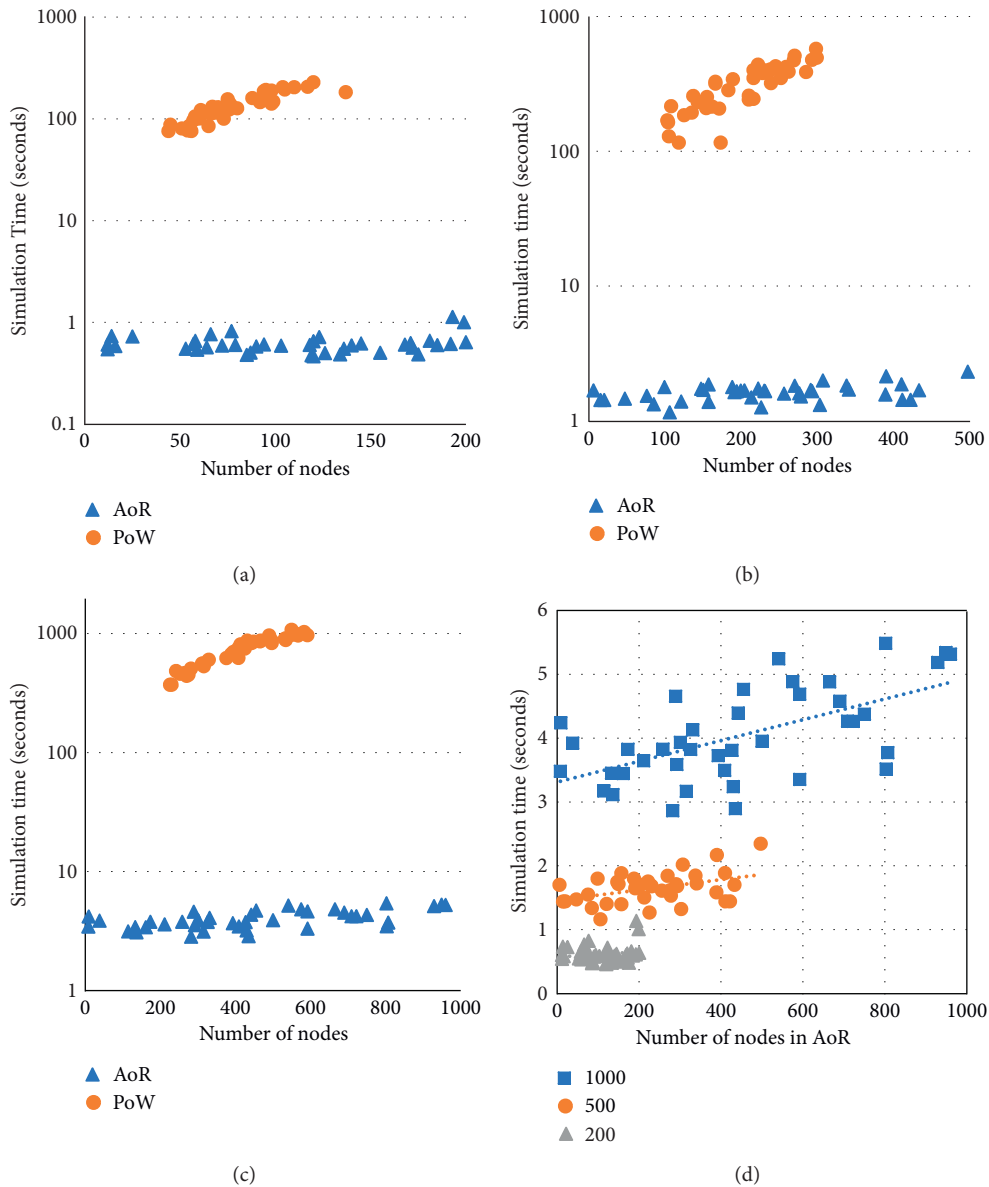 1000
100
10
1
0.1
Simulation Time (seconds)
0 50 100 150 200
Number of nodes
AoR
PoW
(a)
1000
100
10
1
Simulation time (seconds)
0 100 200 300 400 500
Number of nodes
AoR
PoW
(b)
1000
100
10
1
Simulation time (seconds)
0 200 400 600 800 1000
Number of nodes
AoR
PoW
(c)
6
5
4
3
2
1
0
Simulation time (seconds)
0 200 400 600 800 1000
Number of nodes in AoR
1000
500
200
(d)